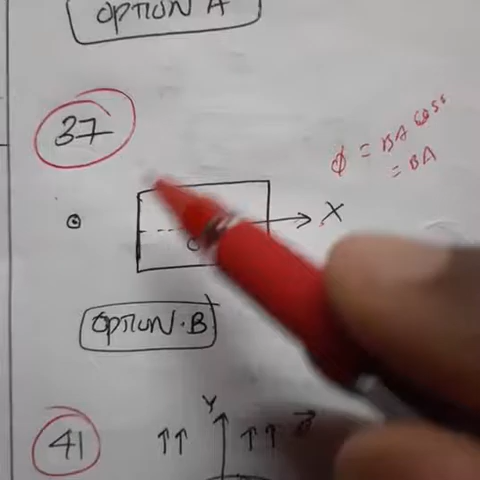 OPTION A
37
ϕ = BA cos
= BA
X
OPTION.B
41
Y